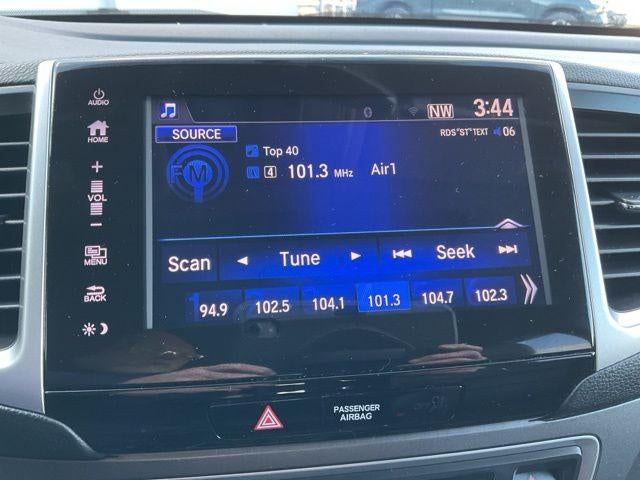 AUDIO
HOME
+
VOL
−
MENU
BACK
NW 3:44
SOURCE
RDS "ST" TEXT 06
Top 40
FM
4 101.3 MHz Air1
Scan Tune Seek
94.9 102.5 104.1 101.3 104.7 102.3
PASSENGER
AIRBAG